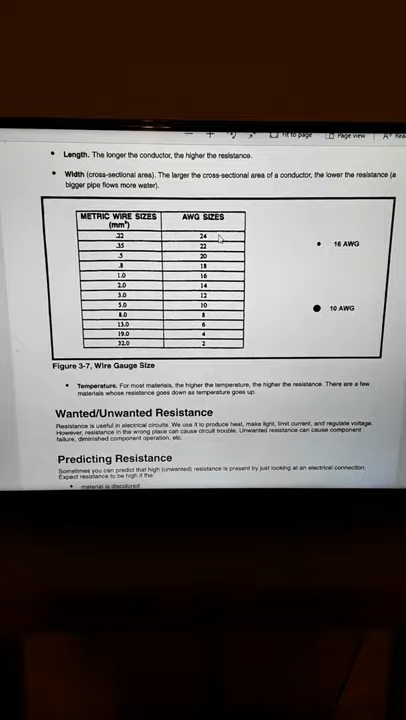 Fit to page
Page view
• Length. The longer the conductor, the higher the resistance.
• Width (cross-sectional area). The larger the cross-sectional area of a conductor, the lower the resistance (a
bigger pipe flows more water).
METRIC WIRE SIZES (mm²) AWG SIZES
.22 24
.35 22
.5 20
.8 18
1.0 16
2.0 14
3.0 12
5.0 10
8.0 8
13.0 6
19.0 4
32.0 2
16 AWG
10 AWG
Figure 3-7, Wire Gauge Size
• Temperature. For most materials, the higher the temperature, the higher the resistance. There are a few
materials whose resistance goes down as temperature goes up.
Wanted/Unwanted Resistance
Resistance is useful in electrical circuits. We use it to produce heat, make light, limit current, and regulate voltage.
However, resistance in the wrong place can cause circuit trouble. Unwanted resistance can cause component
failure, diminished component operation, etc.
Predicting Resistance
Sometimes you can predict that high (unwanted) resistance is present by just looking at an electrical connection.
Expect resistance to be high if the:
• material is discolored